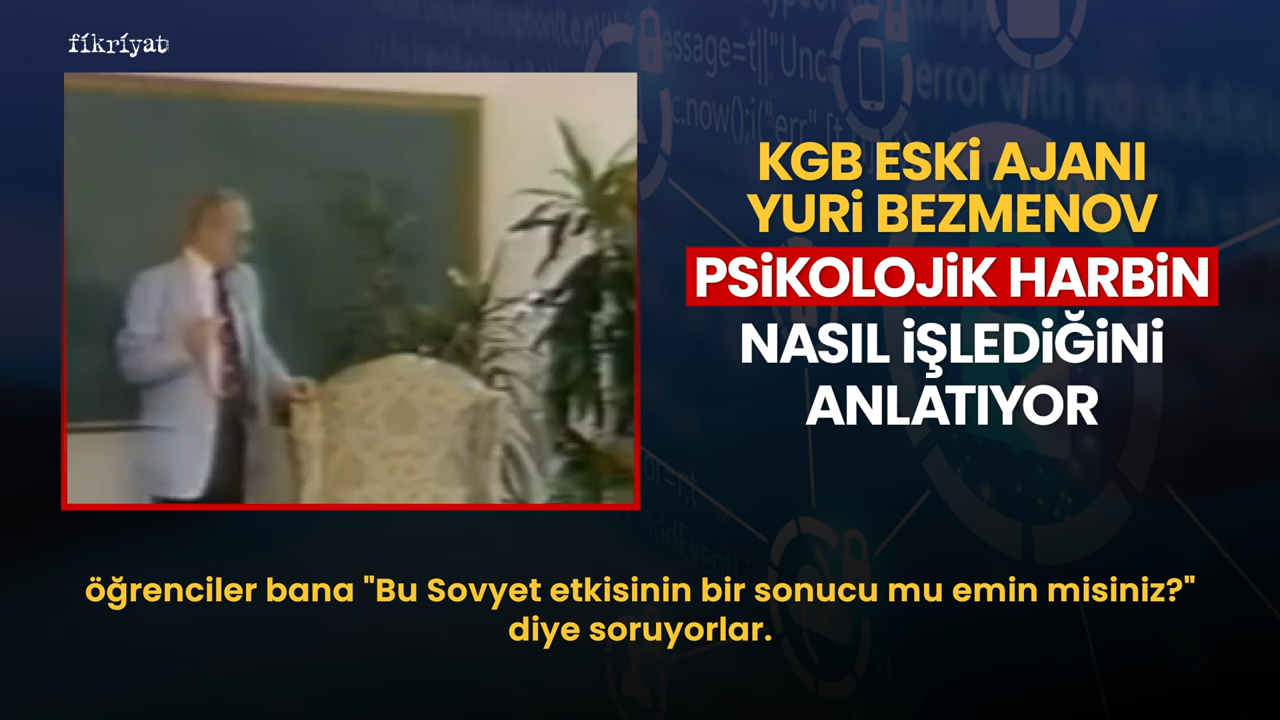 fikriyat
KGB ESKİ AJANI
YURİ BEZMENOV
PSİKOLOJİK HARBİN
NASIL İŞLEDİĞİNİ
ANLATIYOR
öğrenciler bana "Bu Sovyet etkisinin bir sonucu mu emin misiniz?"
diye soruyorlar.